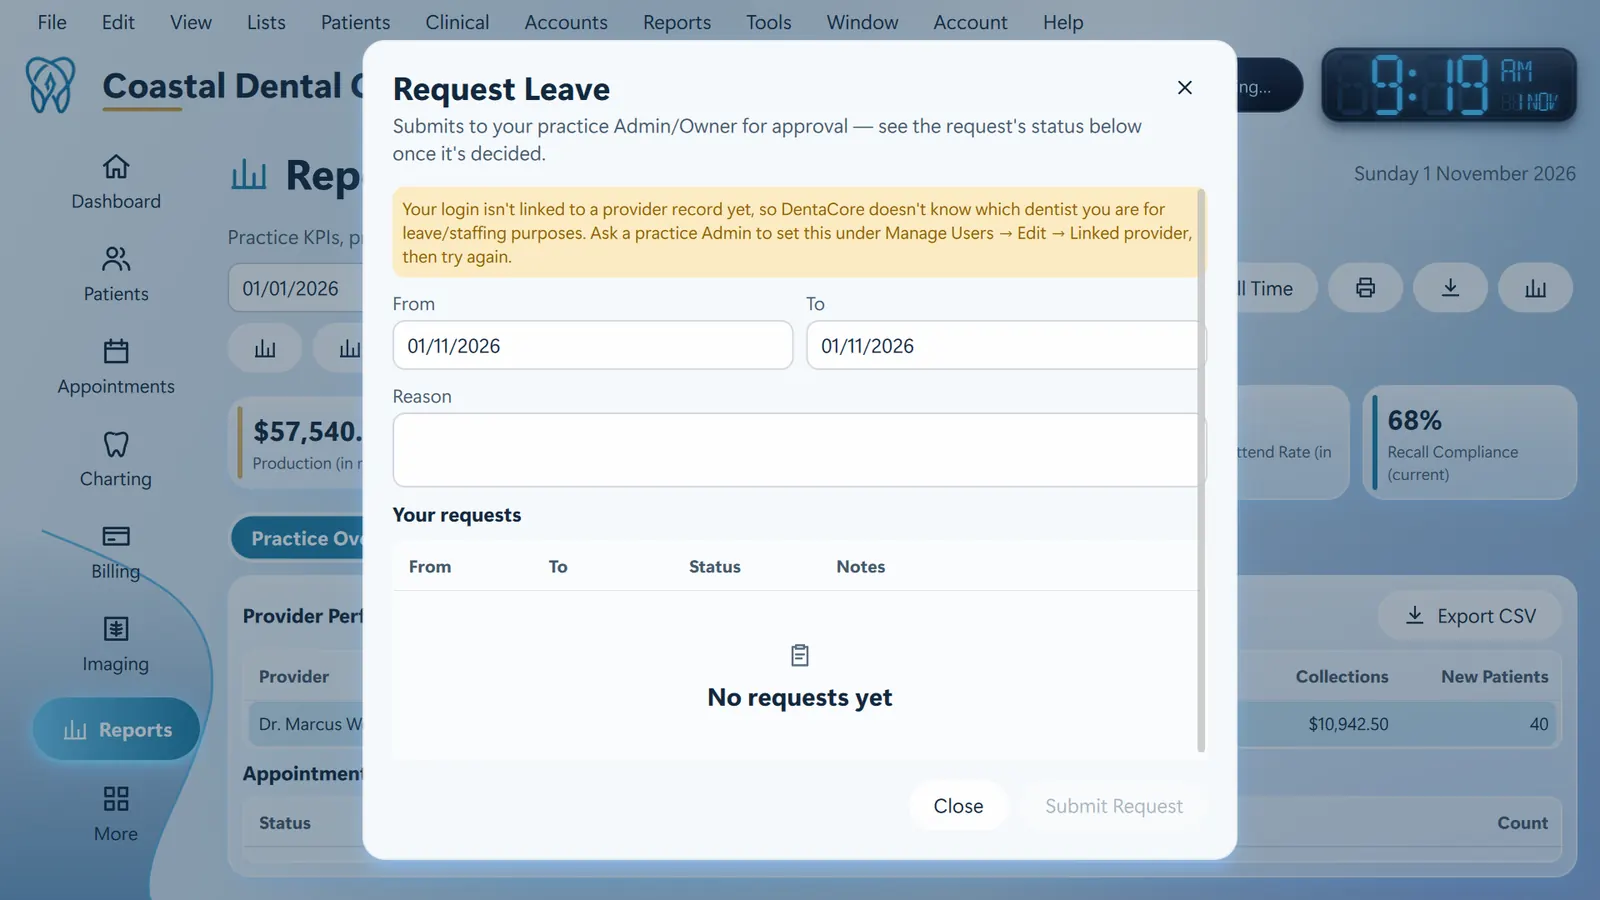 File Edit View Lists Patients Clinical Accounts Reports Tools Window Account Help
Coastal Dental
ng...
9:19 AM
1 NOV
Request Leave
Submits to your practice Admin/Owner for approval — see the request's status below
once it's decided.
Your login isn't linked to a provider record yet, so DentaCore doesn't know which dentist you are for
leave/staffing purposes. Ask a practice Admin to set this under Manage Users → Edit → Linked provider,
then try again.
From
To
01/11/2026
01/11/2026
Reason
Your requests
From To Status Notes
No requests yet
Close
Submit Request
Dashboard
Patients
Appointments
Charting
Billing
Imaging
Reports
More
Rep
Sunday 1 November 2026
Practice KPIs, p
01/01/2026
ll Time
$57,540.
Production (in r
ttend Rate (in
68%
Recall Compliance
(current)
Practice Ov
Provider Perf
Export CSV
Provider
Collections
New Patients
Dr. Marcus W
$10,942.50
40
Appointment
Status
Count